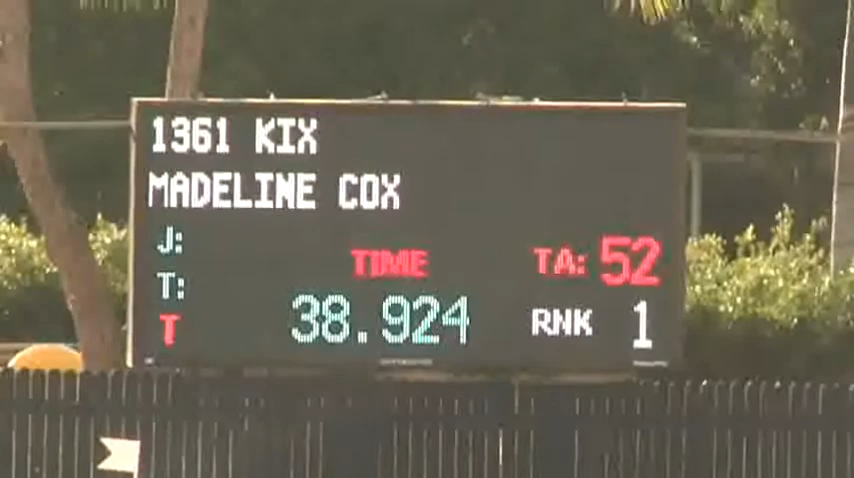 1361 KIX
MADELINE COX
J:
TIME TA: 52
T:
T 38.924 RNK 1